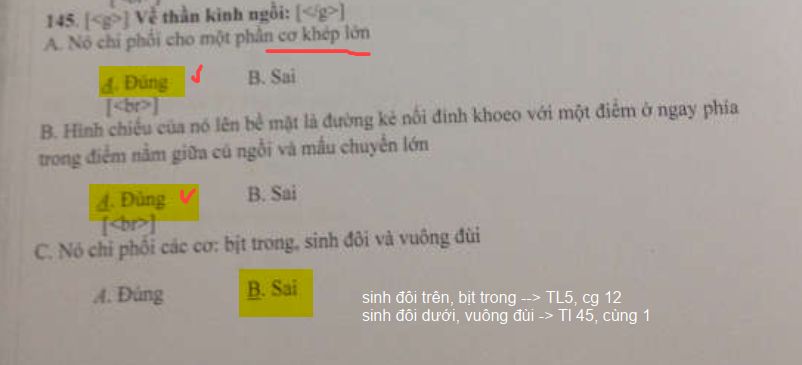 145. [<g>] Về thần kinh ngồi: [</g>]
A. Nó chi phối cho một phần cơ khép lớn
A. Đúng B. Sai
[<br>]
B. Hình chiếu của nó lên bề mặt là đường kẻ nối đỉnh khoeo với một điểm ở ngay phía
trong điểm nằm giữa củ ngồi và mấu chuyển lớn
A. Đúng B. Sai
[<br>]
C. Nó chi phối các cơ: bịt trong, sinh đôi và vuông đùi
A. Đúng B. Sai
sinh đôi trên, bịt trong --> TL5, cg 12
sinh đôi dưới, vuông đùi -> Tl 45, cùng 1